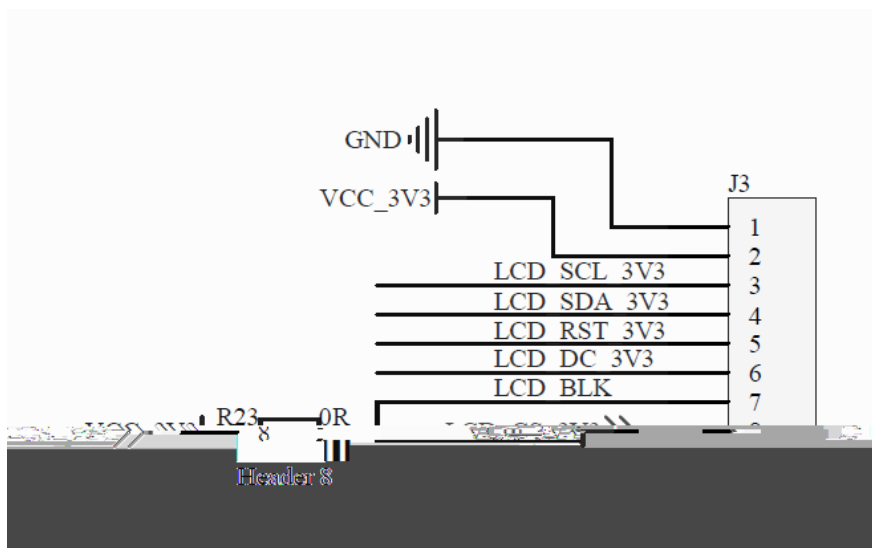 GND
J3
VCC_3V3
1
2
LCD_SCL_3V3
3
LCD_SDA_3V3
4
LCD_RST_3V3
5
LCD_DC_3V3
6
LCD_BLK
7
R23
0R
8
Header 8